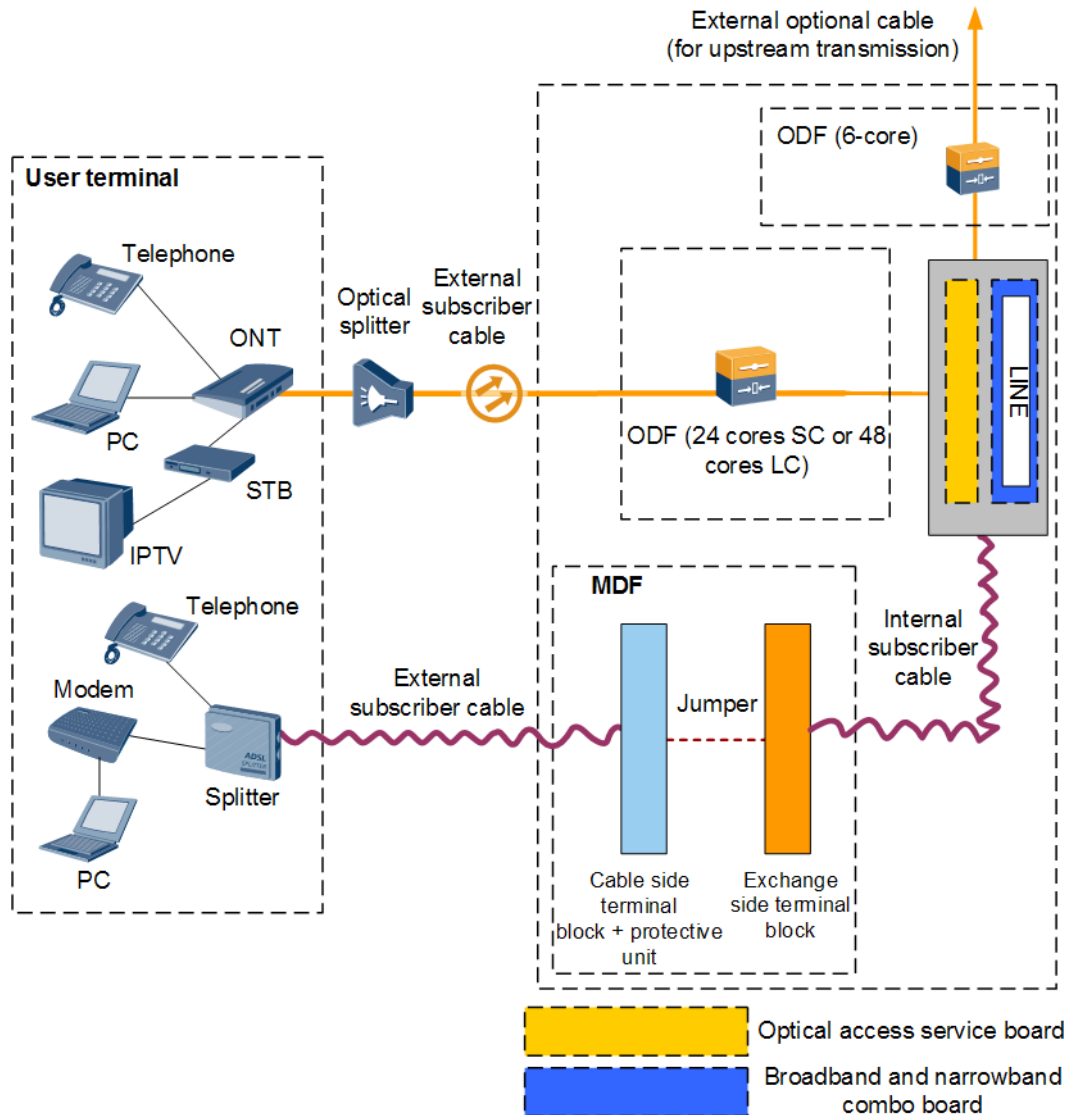 External optional cable
(for upstream transmission)
ODF (6-core)
User terminal
Telephone
ONT
PC
STB
IPTV
Optical
splitter
External
subscriber
cable
ODF (24 cores SC or 48
cores LC)
LINE
Telephone
Modem
ADSL
SPLITTER
Splitter
PC
External
subscriber cable
MDF
Jumper
Internal
subscriber
cable
Cable side
terminal
block + protective
unit
Exchange
side terminal
block
Optical access service board
Broadband and narrowband
combo board